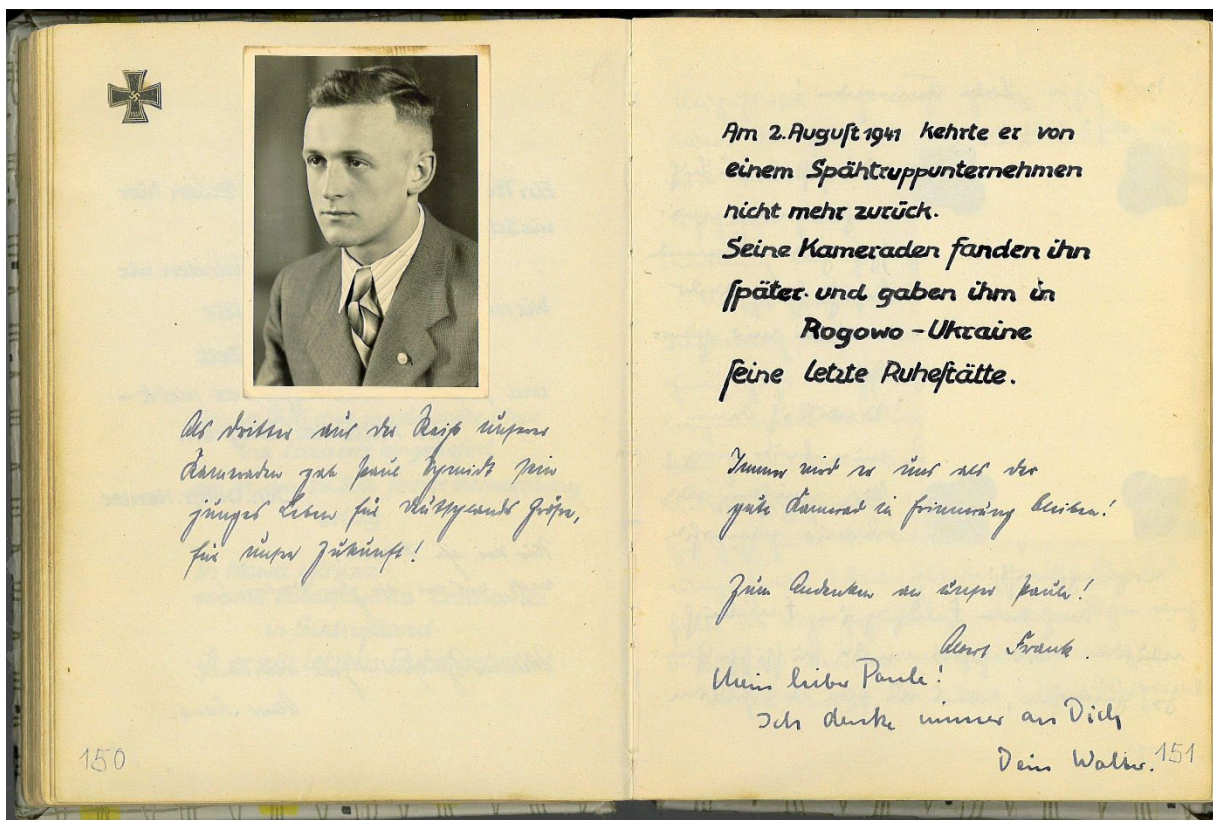 Als dritter aus der Reihe unserer
Kameraden gab Paul Schmidt sein
junges Leben für Deutschlands Größe,
für unsere Zukunft!
150
Am 2. August 1941 kehrte er von
einem Spähtruppunternehmen
nicht mehr zurück.
Seine Kameraden fanden ihn
später und gaben ihm in
Rogowo - Ukraine
seine letzte Ruhestätte.
Immer wird er uns als der
gute Kamerad in Erinnerung bleiben!
Zum Andenken an unser Paule!
Frank.
Mein lieber Paule!
Ich denke immer an Dich
Dein Walter.
151